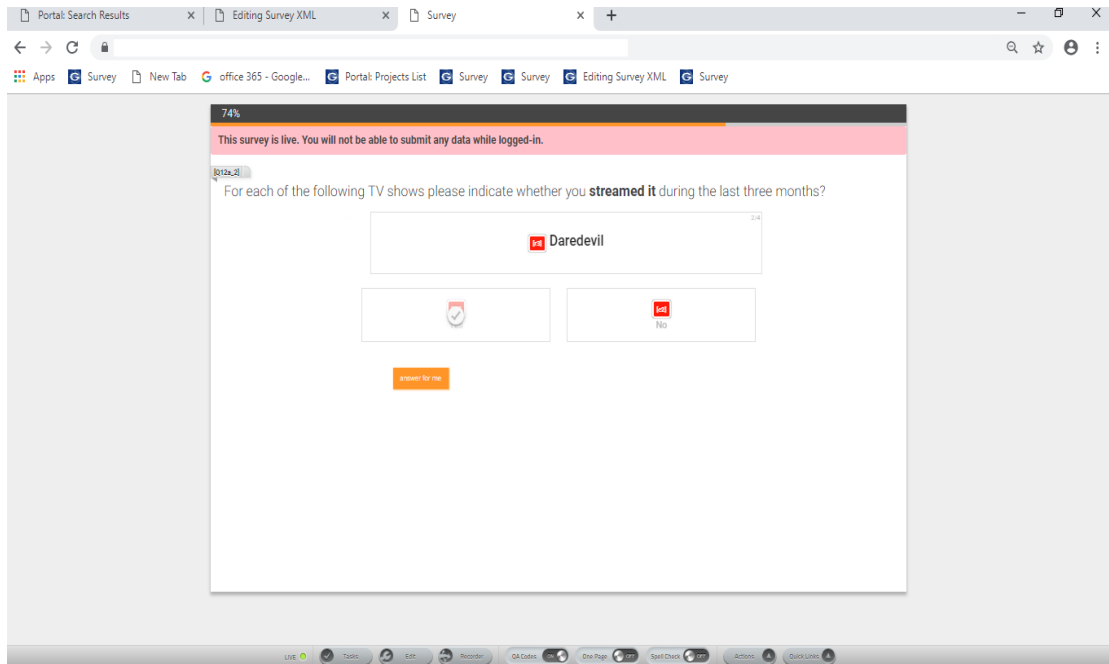 Portal: Search Results
Editing Survey XML
Survey
Apps
Survey
New Tab
office 365 - Google...
Portal: Projects List
Survey
Survey
Editing Survey XML
Survey
74%
This survey is live. You will not be able to submit any data while logged-in.
[Q12a_2]
For each of the following TV shows please indicate whether you streamed it during the last three months?
Daredevil
No
answer for me
LIVE
Tasks
Edit
Recorder
QA Codes ON
One Page OFF
Spell Check OFF
Actions
Quick Links